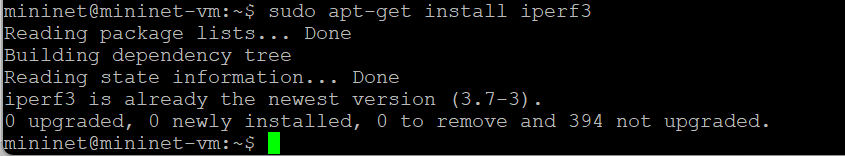 mininet@mininet-vm:~$ sudo apt-get install iperf3
Reading package lists... Done
Building dependency tree
Reading state information... Done
iperf3 is already the newest version (3.7-3).
0 upgraded, 0 newly installed, 0 to remove and 394 not upgraded.
mininet@mininet-vm:~$